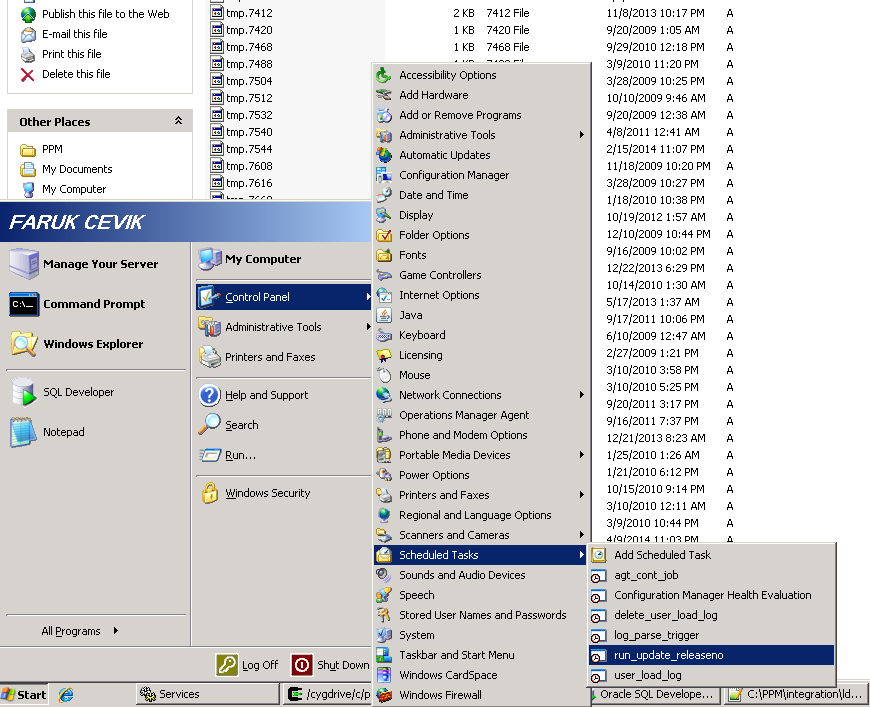 Publish this file to the Web
E-mail this file
Print this file
Delete this file
Other Places
PPM
My Documents
My Computer
tmp.7412 2 KB 7412 File 11/8/2013 10:17 PM A
tmp.7420 1 KB 7420 File 9/20/2009 1:05 AM A
tmp.7468 1 KB 7468 File 9/29/2010 12:18 PM A
tmp.7488 3/9/2010 11:20 PM A
tmp.7504 3/28/2009 10:25 PM A
tmp.7512 10/10/2009 9:46 AM A
tmp.7532 9/20/2009 12:38 AM A
tmp.7540 4/8/2011 12:41 AM A
tmp.7544 2/15/2014 11:07 PM A
tmp.7608 11/18/2009 10:20 PM A
tmp.7616 3/28/2009 10:27 PM A
1/18/2010 10:38 PM A
10/19/2012 1:57 AM A
12/10/2009 10:44 PM A
9/16/2009 10:02 PM A
12/22/2013 6:29 PM A
10/14/2010 1:30 AM A
5/17/2013 1:37 AM A
9/17/2011 10:06 PM A
6/10/2009 12:47 AM A
2/27/2009 1:21 PM A
3/10/2010 3:58 PM A
3/10/2010 5:25 PM A
9/20/2011 3:17 PM A
9/16/2011 7:37 PM A
12/21/2013 8:23 AM A
1/25/2010 1:26 AM A
1/21/2010 6:12 PM A
10/15/2010 9:14 PM A
3/10/2010 12:11 AM A
3/9/2010 10:44 PM A
4/9/2014 11:03 PM A
FARUK CEVIK
Manage Your Server
Command Prompt
Windows Explorer
SQL Developer
Notepad
All Programs
My Computer
Control Panel
Administrative Tools
Printers and Faxes
Help and Support
Search
Run...
Windows Security
Log Off
Shut Down
Accessibility Options
Add Hardware
Add or Remove Programs
Administrative Tools
Automatic Updates
Configuration Manager
Date and Time
Display
Folder Options
Fonts
Game Controllers
Internet Options
Java
Keyboard
Licensing
Mouse
Network Connections
Operations Manager Agent
Phone and Modem Options
Portable Media Devices
Power Options
Printers and Faxes
Regional and Language Options
Scanners and Cameras
Scheduled Tasks
Sounds and Audio Devices
Speech
Stored User Names and Passwords
System
Taskbar and Start Menu
Windows CardSpace
Windows Firewall
Add Scheduled Task
agt_cont_job
Configuration Manager Health Evaluation
delete_user_load_log
log_parse_trigger
run_update_releaseno
user_load_log
Start
Services
/cygdrive/c/p
Oracle SQL Develope...
C:\PPM\integration\ld...